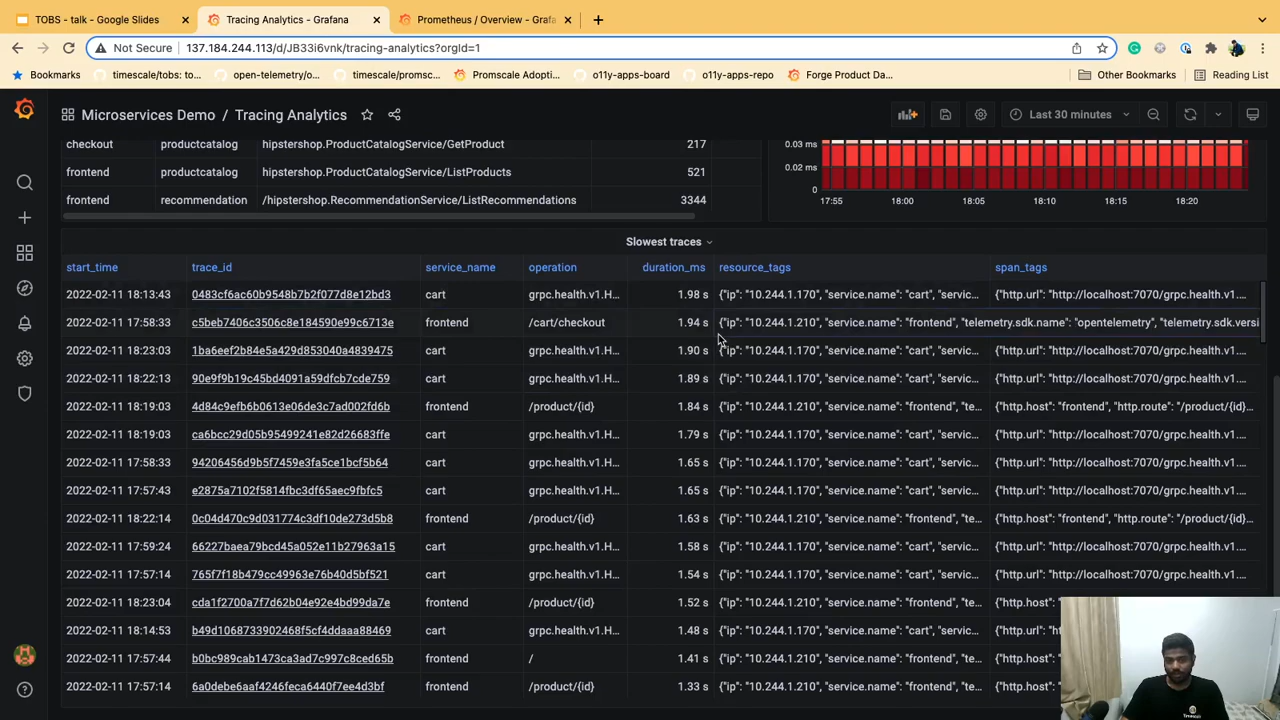 TOBS - talk - Google Slides
Tracing Analytics - Grafana
Prometheus / Overview - Grafa
Not Secure
137.184.244.113/d/JB33i6vnk/tracing-analytics?orgId=1
Bookmarks
timescale/tobs: to...
open-telemetry/o...
timescale/promsc...
Promscale Adopti...
o11y-apps-board
o11y-apps-repo
Forge Product Da...
Other Bookmarks
Reading List
Microservices Demo / Tracing Analytics
Last 30 minutes
checkout productcatalog hipstershop.ProductCatalogService/GetProduct 217
frontend productcatalog hipstershop.ProductCatalogService/ListProducts 521
frontend recommendation /hipstershop.RecommendationService/ListRecommendations 3344
0.03 ms
0.02 ms
0
17:55 18:00 18:05 18:10 18:15 18:20
Slowest traces
start_time trace_id service_name operation duration_ms resource_tags span_tags
2022-02-11 18:13:43 0483cf6ac60b9548b7b2f077d8e12bd3 cart grpc.health.v1.H... 1.98 s {"ip": "10.244.1.170", "service.name": "cart", "servic... {"http.url": "http://localhost:7070/grpc.health.v1....
2022-02-11 17:58:33 c5beb7406c3506c8e184590e99c6713e frontend /cart/checkout 1.94 s {"ip": "10.244.1.210", "service.name": "frontend", "telemetry.sdk.name": "opentelemetry", "telemetry.sdk.versi
2022-02-11 18:23:03 1ba6eef2b84e5a429d853040a4839475 cart grpc.health.v1.H... 1.90 s {"ip": "10.244.1.170", "service.name": "cart", "servic... {"http.url": "http://localhost:7070/grpc.health.v1....
2022-02-11 18:22:13 90e9f9b19c45bd4091a59dfcb7cde759 cart grpc.health.v1.H... 1.89 s {"ip": "10.244.1.170", "service.name": "cart", "servic... {"http.url": "http://localhost:7070/grpc.health.v1....
2022-02-11 18:19:03 4d84c9efb6b0613e06de3c7ad002fd6b frontend /product/{id} 1.84 s {"ip": "10.244.1.210", "service.name": "frontend", "te... {"http.host": "frontend", "http.route": "/product/{id}...
2022-02-11 18:19:03 ca6bcc29d05b95499241e82d26683ffe cart grpc.health.v1.H... 1.79 s {"ip": "10.244.1.170", "service.name": "cart", "servic... {"http.url": "http://localhost:7070/grpc.health.v1....
2022-02-11 17:58:33 94206456d9b5f7459e3fa5ce1bcf5b64 cart grpc.health.v1.H... 1.65 s {"ip": "10.244.1.170", "service.name": "cart", "servic... {"http.url": "http://localhost:7070/grpc.health.v1....
2022-02-11 17:57:43 e2875a7102f5814fbc3df65aec9fbfc5 cart grpc.health.v1.H... 1.65 s {"ip": "10.244.1.170", "service.name": "cart", "servic... {"http.url": "http://localhost:7070/grpc.health.v1....
2022-02-11 18:22:14 0c04d470c9d031774c3df10de273d5b8 frontend /product/{id} 1.63 s {"ip": "10.244.1.210", "service.name": "frontend", "te... {"http.host": "frontend", "http.route": "/product/{id}...
2022-02-11 17:59:24 66227baea79bcd45a052e11b27963a15 cart grpc.health.v1.H... 1.58 s {"ip": "10.244.1.170", "service.name": "cart", "servic... {"http.url": "http://localhost:7070/grpc.health.v1....
2022-02-11 17:57:14 765f7f18b479cc49963e76b40d5bf521 cart grpc.health.v1.H... 1.54 s {"ip": "10.244.1.170", "service.name": "cart", "servic... {"http.url": "http://localhost:7070/grpc.health.v1....
2022-02-11 18:23:04 cda1f2700a7f7d62b04e92e4bd99da7e frontend /product/{id} 1.52 s {"ip": "10.244.1.210", "service.name": "frontend", "te... {"http.host":
2022-02-11 18:14:53 b49d1068733902468f5cf4ddaaa88469 cart grpc.health.v1.H... 1.48 s {"ip": "10.244.1.170", "service.name": "cart", "servic... {"http.url": "ht
2022-02-11 17:57:44 b0bc989cab1473ca3ad7c997c8ced65b frontend / 1.41 s {"ip": "10.244.1.210", "service.name": "frontend", "te... {"http.host":
2022-02-11 17:57:14 6a0debe6aaf4246feca6440f7ee4d3bf frontend /product/{id} 1.33 s {"ip": "10.244.1.210", "service.name": "frontend", "te... {"http.host":